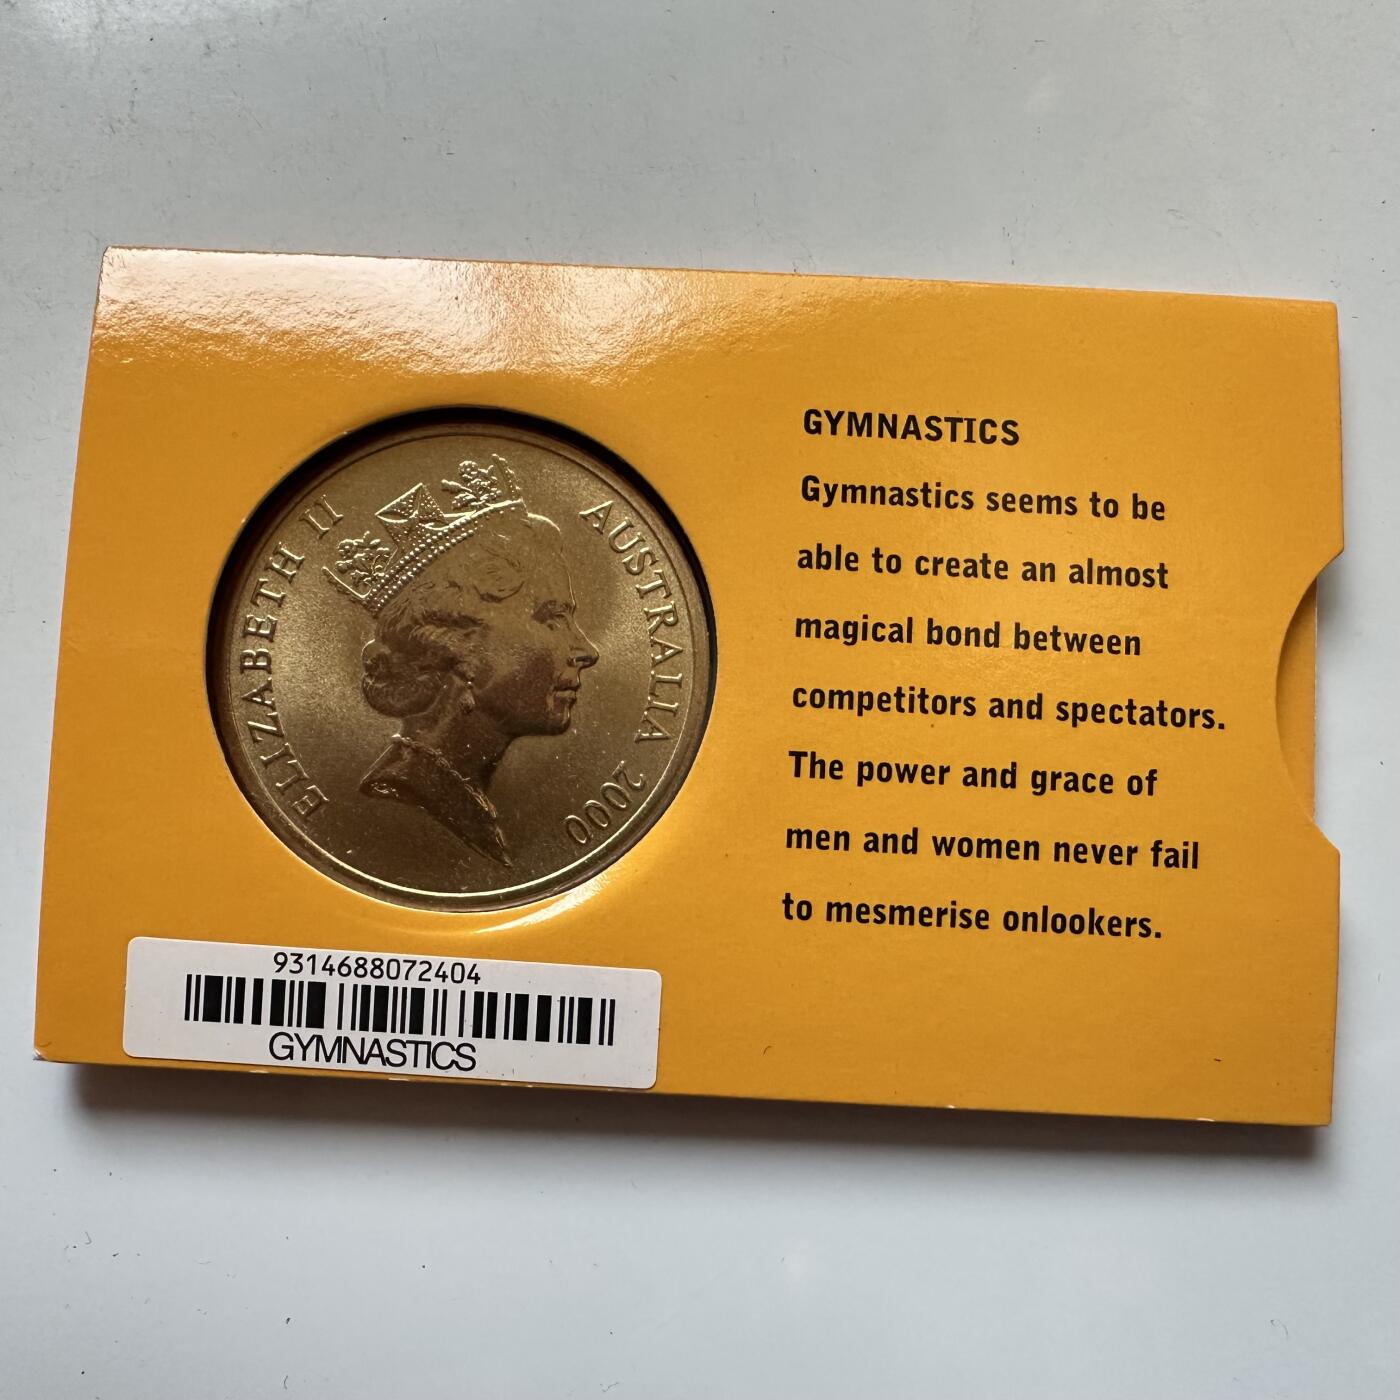 ELIZABETH II
AUSTRALIA 2000
GYMNASTICS
Gymnastics seems to be
able to create an almost
magical bond between
competitors and spectators.
The power and grace of
men and women never fail
to mesmerise onlookers.
9314688072404
GYMNASTICS